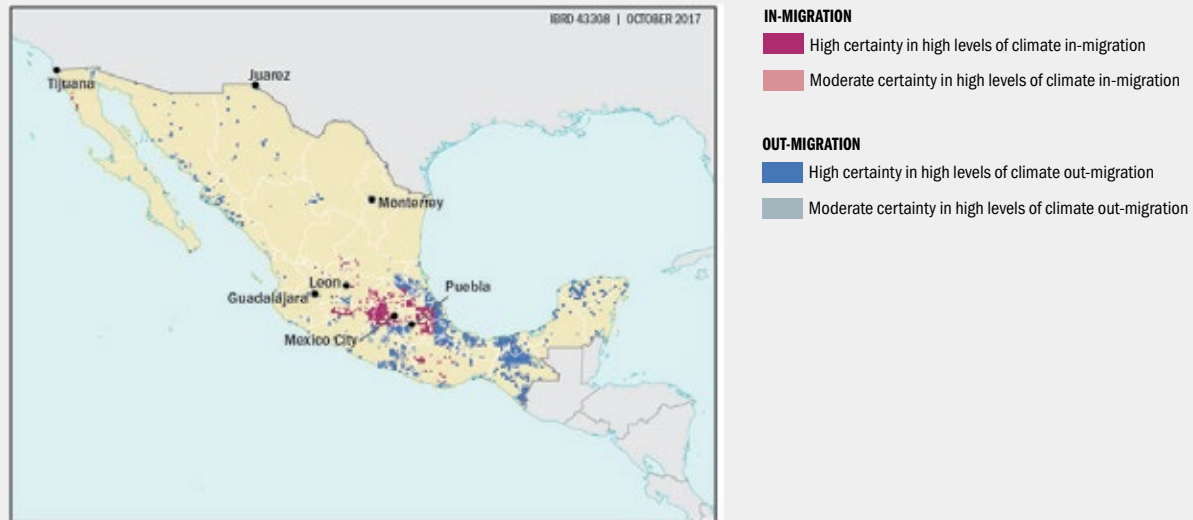 IBRD 43308 | OCTOBER 2017
Tijuana
Juarez
Monterrey
Leon
Guadalajara
Puebla
Mexico City
IN-MIGRATION
High certainty in high levels of climate in-migration
Moderate certainty in high levels of climate in-migration
OUT-MIGRATION
High certainty in high levels of climate out-migration
Moderate certainty in high levels of climate out-migration